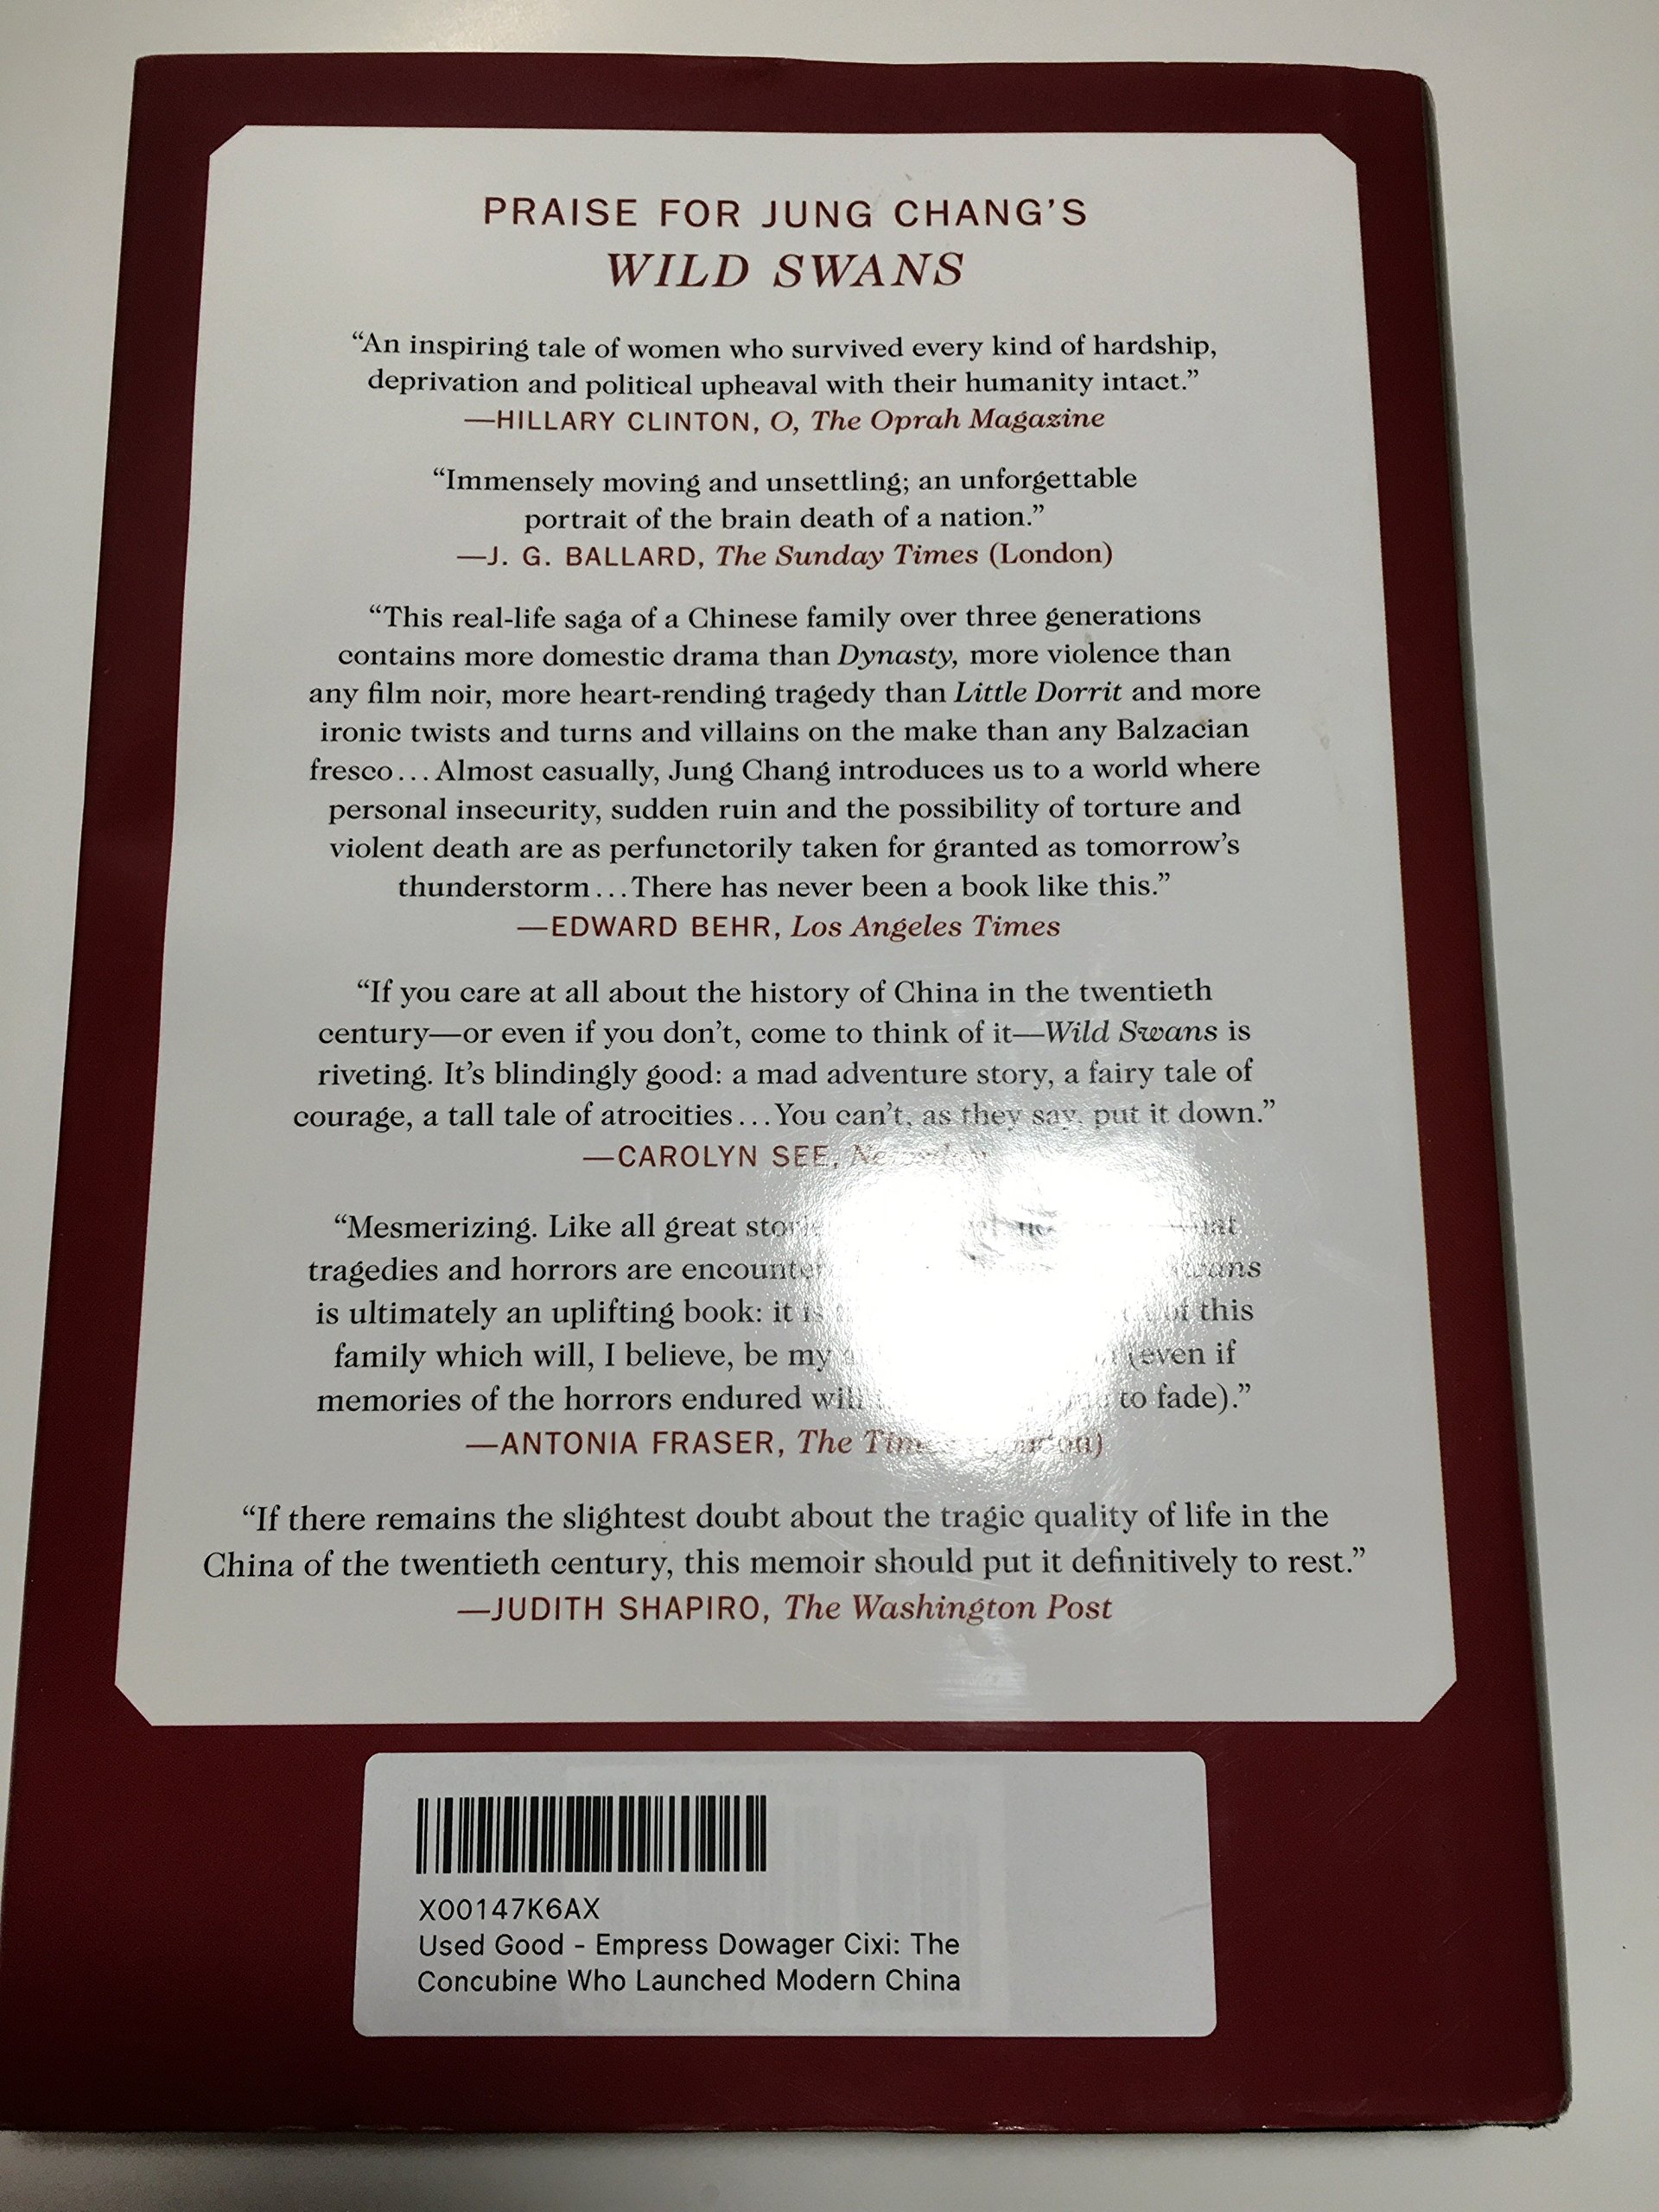 PRAISE FOR JUNG CHANG'S
WILD SWANS
“An inspiring tale of women who survived every kind of hardship,
deprivation and political upheaval with their humanity intact.”
—HILLARY CLINTON, O, The Oprah Magazine
“Immensely moving and unsettling; an unforgettable
portrait of the brain death of a nation.”
—J. G. BALLARD, The Sunday Times (London)
“This real-life saga of a Chinese family over three generations
contains more domestic drama than Dynasty, more violence than
any film noir, more heart-rending tragedy than Little Dorrit and more
ironic twists and turns and villains on the make than any Balzacian
fresco... Almost casually, Jung Chang introduces us to a world where
personal insecurity, sudden ruin and the possibility of torture and
violent death are as perfunctorily taken for granted as tomorrow's
thunderstorm... There has never been a book like this.”
—EDWARD BEHR, Los Angeles Times
“If you care at all about the history of China in the twentieth
century—or even if you don't, come to think of it—Wild Swans is
riveting. It's blindingly good: a mad adventure story, a fairy tale of
courage, a tall tale of atrocities... You can't, as they say, put it down.”
—CAROLYN SEE,
“Mesmerizing. Like all great
tragedies and horrors are
is ultimately an uplifting book: it is of this
family which will, I believe, be my (even if
memories of the horrors endured will to fade).”
—ANTONIA FRASER, The
“If there remains the slightest doubt about the tragic quality of life in the
China of the twentieth century, this memoir should put it definitively to rest.”
—JUDITH SHAPIRO, The Washington Post
X00147K6AX
Used Good - Empress Dowager Cixi: The
Concubine Who Launched Modern China